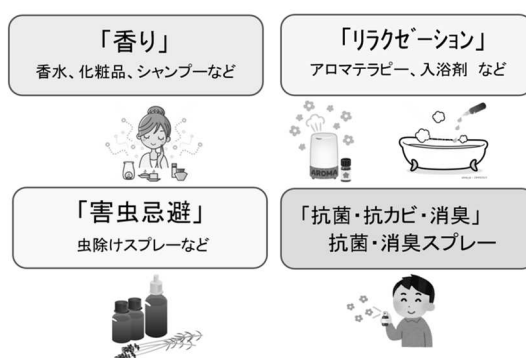 「香り」
香水、化粧品、シャンプーなど
「リラクゼーション」
アロマテラピー、入浴剤 など
AROMA
「害虫忌避」
虫除けスプレーなど
「抗菌・抗カビ・消臭」
抗菌・消臭スプレー